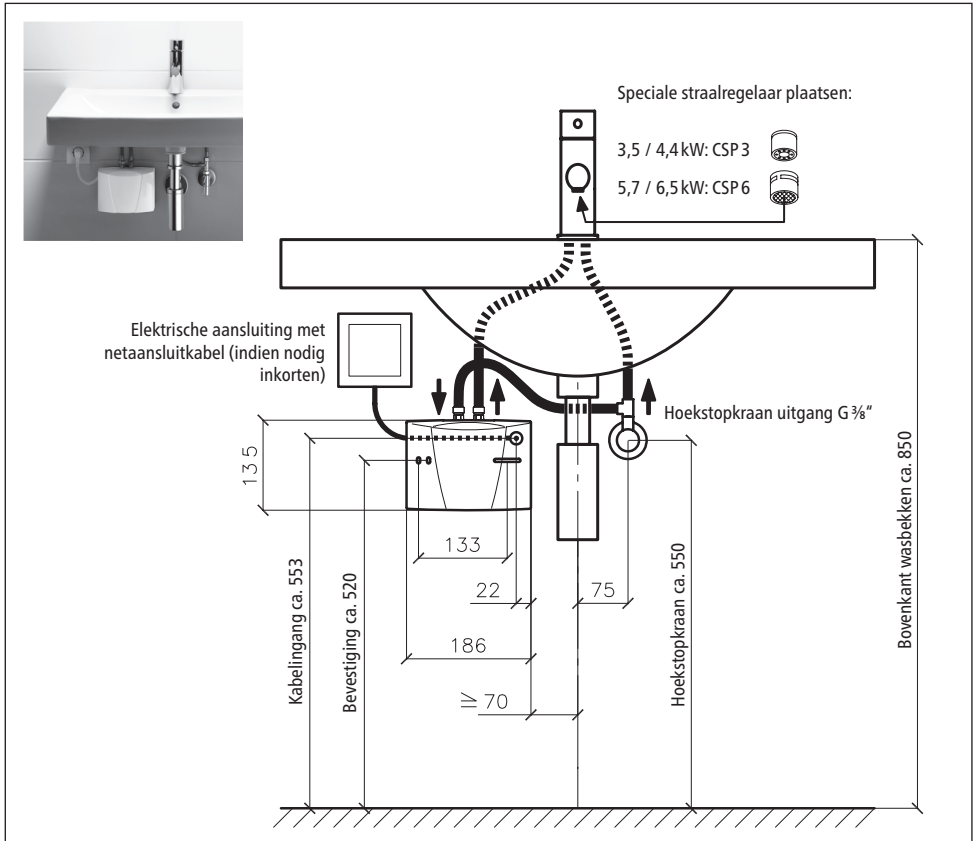 Speciale straalregelaar plaatsen:
3,5 / 4,4 kW: CSP 3
5,7 / 6,5 kW: CSP 6
Elektrische aansluiting met
netaansluitkabel (indien nodig
inkorten)
Hoekstopkraan uitgang G ⅜“
135
133
22
75
186
≥ 70
Kabelingang ca. 553
Bevestiging ca. 520
Hoekstopkraan ca. 550
Bovenkant wasbekken ca. 850